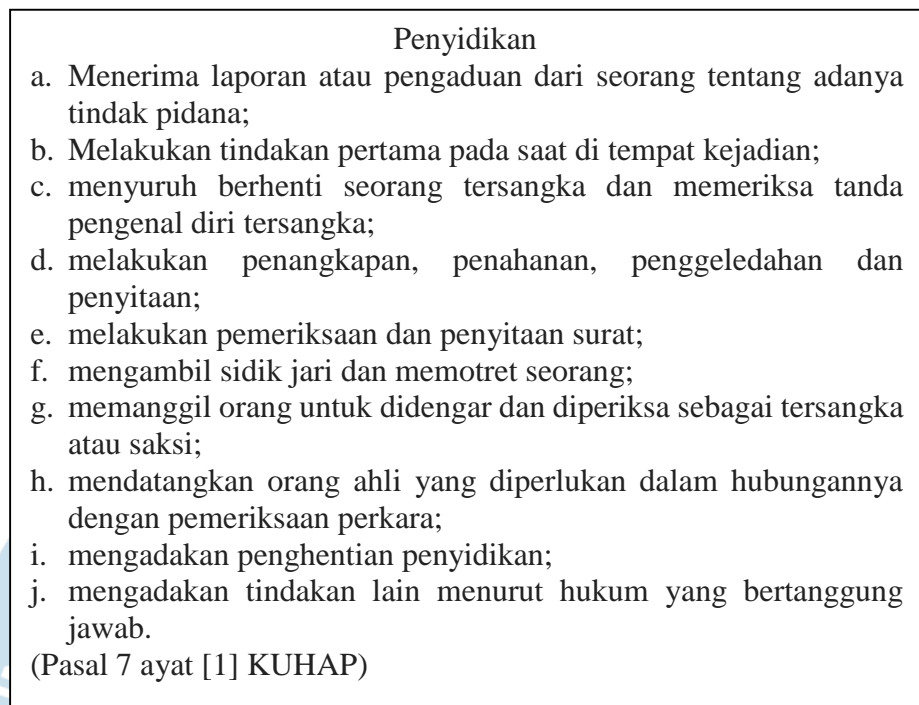 Penyidikan
a. Menerima laporan atau pengaduan dari seorang tentang adanya
tindak pidana;
b. Melakukan tindakan pertama pada saat di tempat kejadian;
c. menyuruh berhenti seorang tersangka dan memeriksa tanda
pengenal diri tersangka;
d. melakukan penangkapan, penahanan, penggeledahan dan
penyitaan;
e. melakukan pemeriksaan dan penyitaan surat;
f. mengambil sidik jari dan memotret seorang;
g. memanggil orang untuk didengar dan diperiksa sebagai tersangka
atau saksi;
h. mendatangkan orang ahli yang diperlukan dalam hubungannya
dengan pemeriksaan perkara;
i. mengadakan penghentian penyidikan;
j. mengadakan tindakan lain menurut hukum yang bertanggung
jawab.
(Pasal 7 ayat [1] KUHAP)